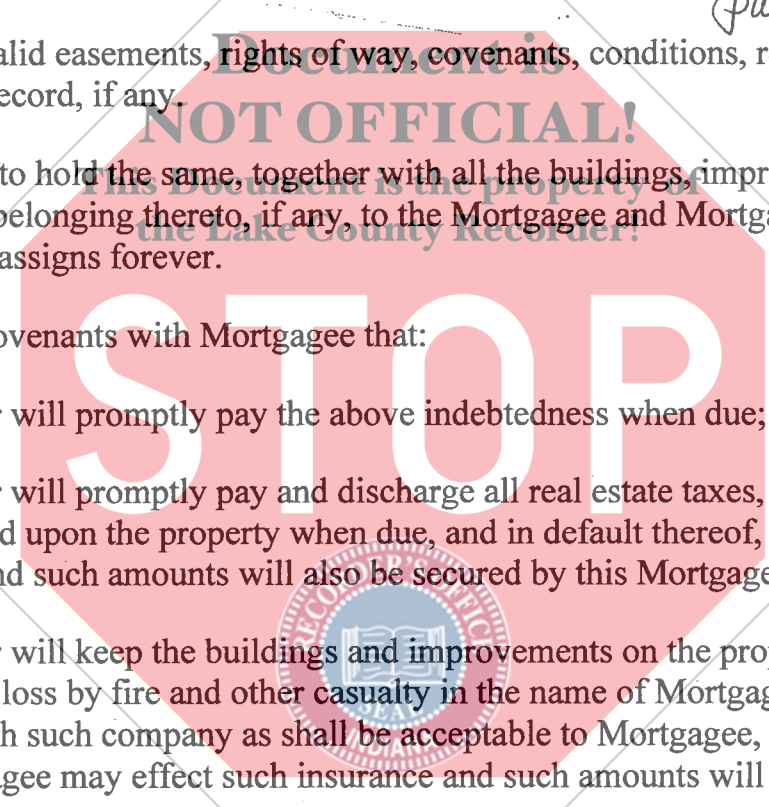 alid easements, rights of way, covenants, conditions, r
Document is
ecord, if any.
NOT OFFICIAL!
to hold the same, together with all the buildings, impr
This Document is the property of
belonging thereto, if any, to the Mortgagee and Mortga
the Lake County Recorder!
assigns forever.
ovenants with Mortgagee that:
STOP
r will promptly pay the above indebtedness when due;
r will promptly pay and discharge all real estate taxes,
d upon the property when due, and in default thereof,
nd such amounts will also be secured by this Mortgage
RECORDER'S OFFICE
r will keep the buildings and improvements on the prop
loss by fire and other casualty in the name of Mortgag
SEAL
h such company as shall be acceptable to Mortgagee,
INDIANA
gee may effect such insurance and such amounts will